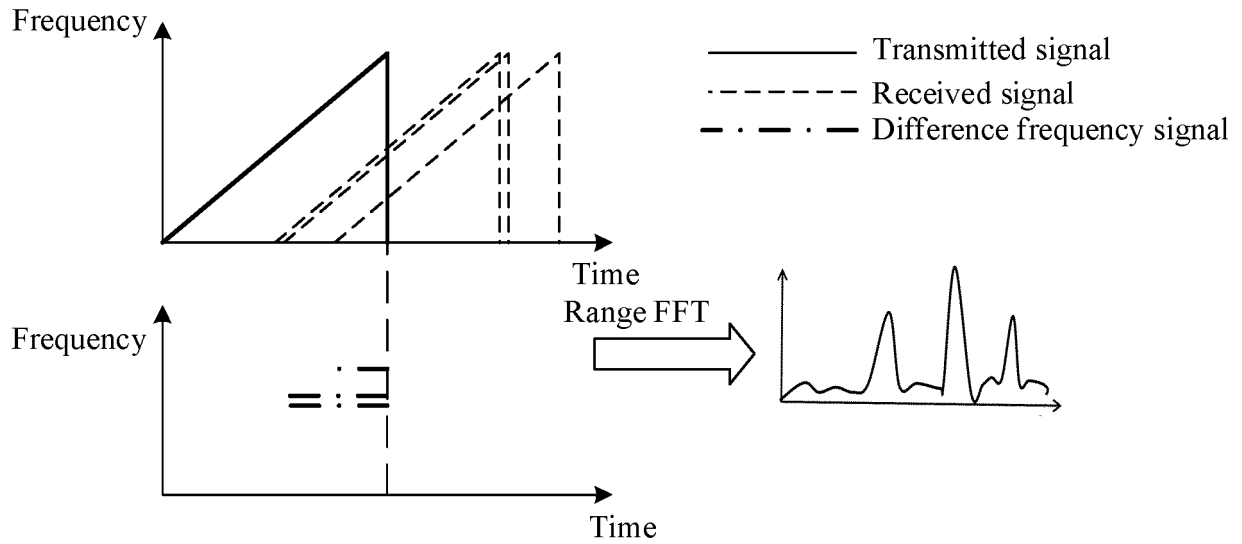 Frequency
Transmitted signal
Received signal
Difference frequency signal
Time
Range FFT
Frequency
Time